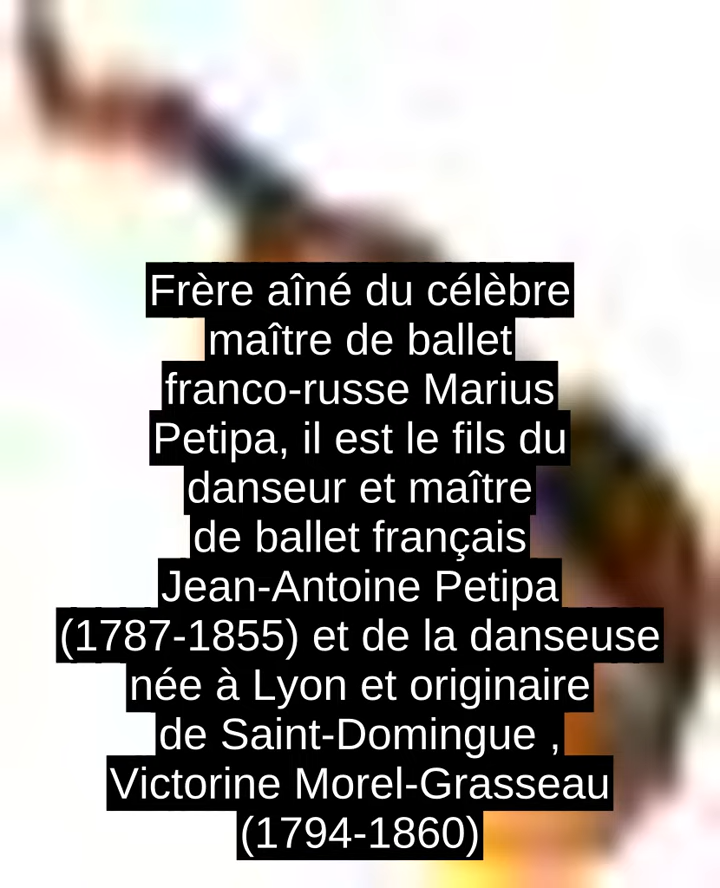 Frère aîné du célèbre
maître de ballet
franco-russe Marius
Petipa, il est le fils du
danseur et maître
de ballet français
Jean-Antoine Petipa
(1787-1855) et de la danseuse
née à Lyon et originaire
de Saint-Domingue ,
Victorine Morel-Grasseau
(1794-1860)